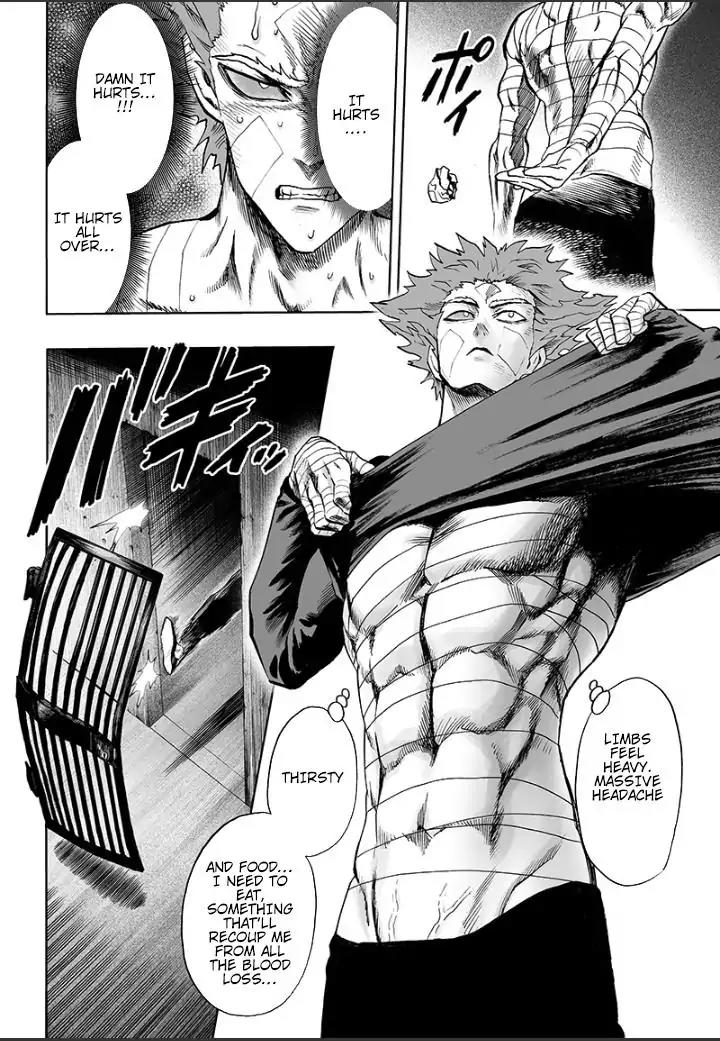 ポイ
IT
HURTS
....
DAMN IT
HURTS...
!!!
IT HURTS
ALL
OVER...
バキィッ
LIMBS
FEEL
HEAVY.
MASSIVE
HEADACHE
THIRSTY
AND FOOD...
I NEED TO
EAT,
SOMETHING
THAT'LL
RECOUP ME
FROM ALL
THE BLOOD
LOSS...